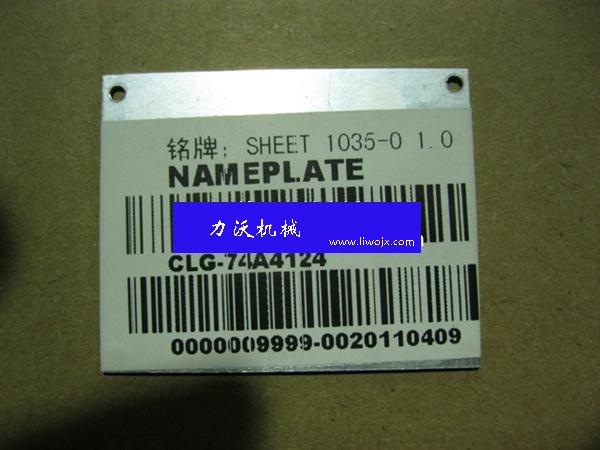 铭牌: SHEET 1035-0 1.0
NAMEPLATE
力沃机械
www.liwojx.com
CLG-74A4124
0000009999-0020110409